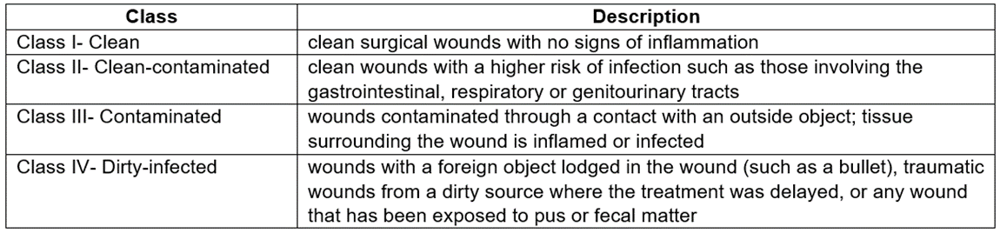 Class Description
Class I- Clean clean surgical wounds with no signs of inflammation
Class II- Clean-contaminated clean wounds with a higher risk of infection such as those involving the
gastrointestinal, respiratory or genitourinary tracts
Class III- Contaminated wounds contaminated through a contact with an outside object; tissue
surrounding the wound is inflamed or infected
Class IV- Dirty-infected wounds with a foreign object lodged in the wound (such as a bullet), traumatic
wounds from a dirty source where the treatment was delayed, or any wound
that has been exposed to pus or fecal matter